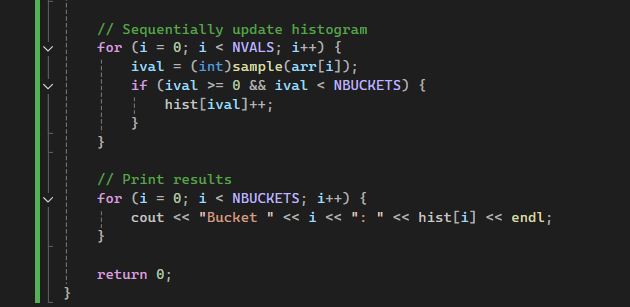 // Sequentially update histogram
for (i = 0; i < NVALS; i++) {
ival = (int)sample(arr[i]);
if (ival >= 0 && ival < NBUCKETS) {
hist[ival]++;
}
}
// Print results
for (i = 0; i < NBUCKETS; i++) {
cout << "Bucket " << i << ": " << hist[i] << endl;
}
return 0;
}